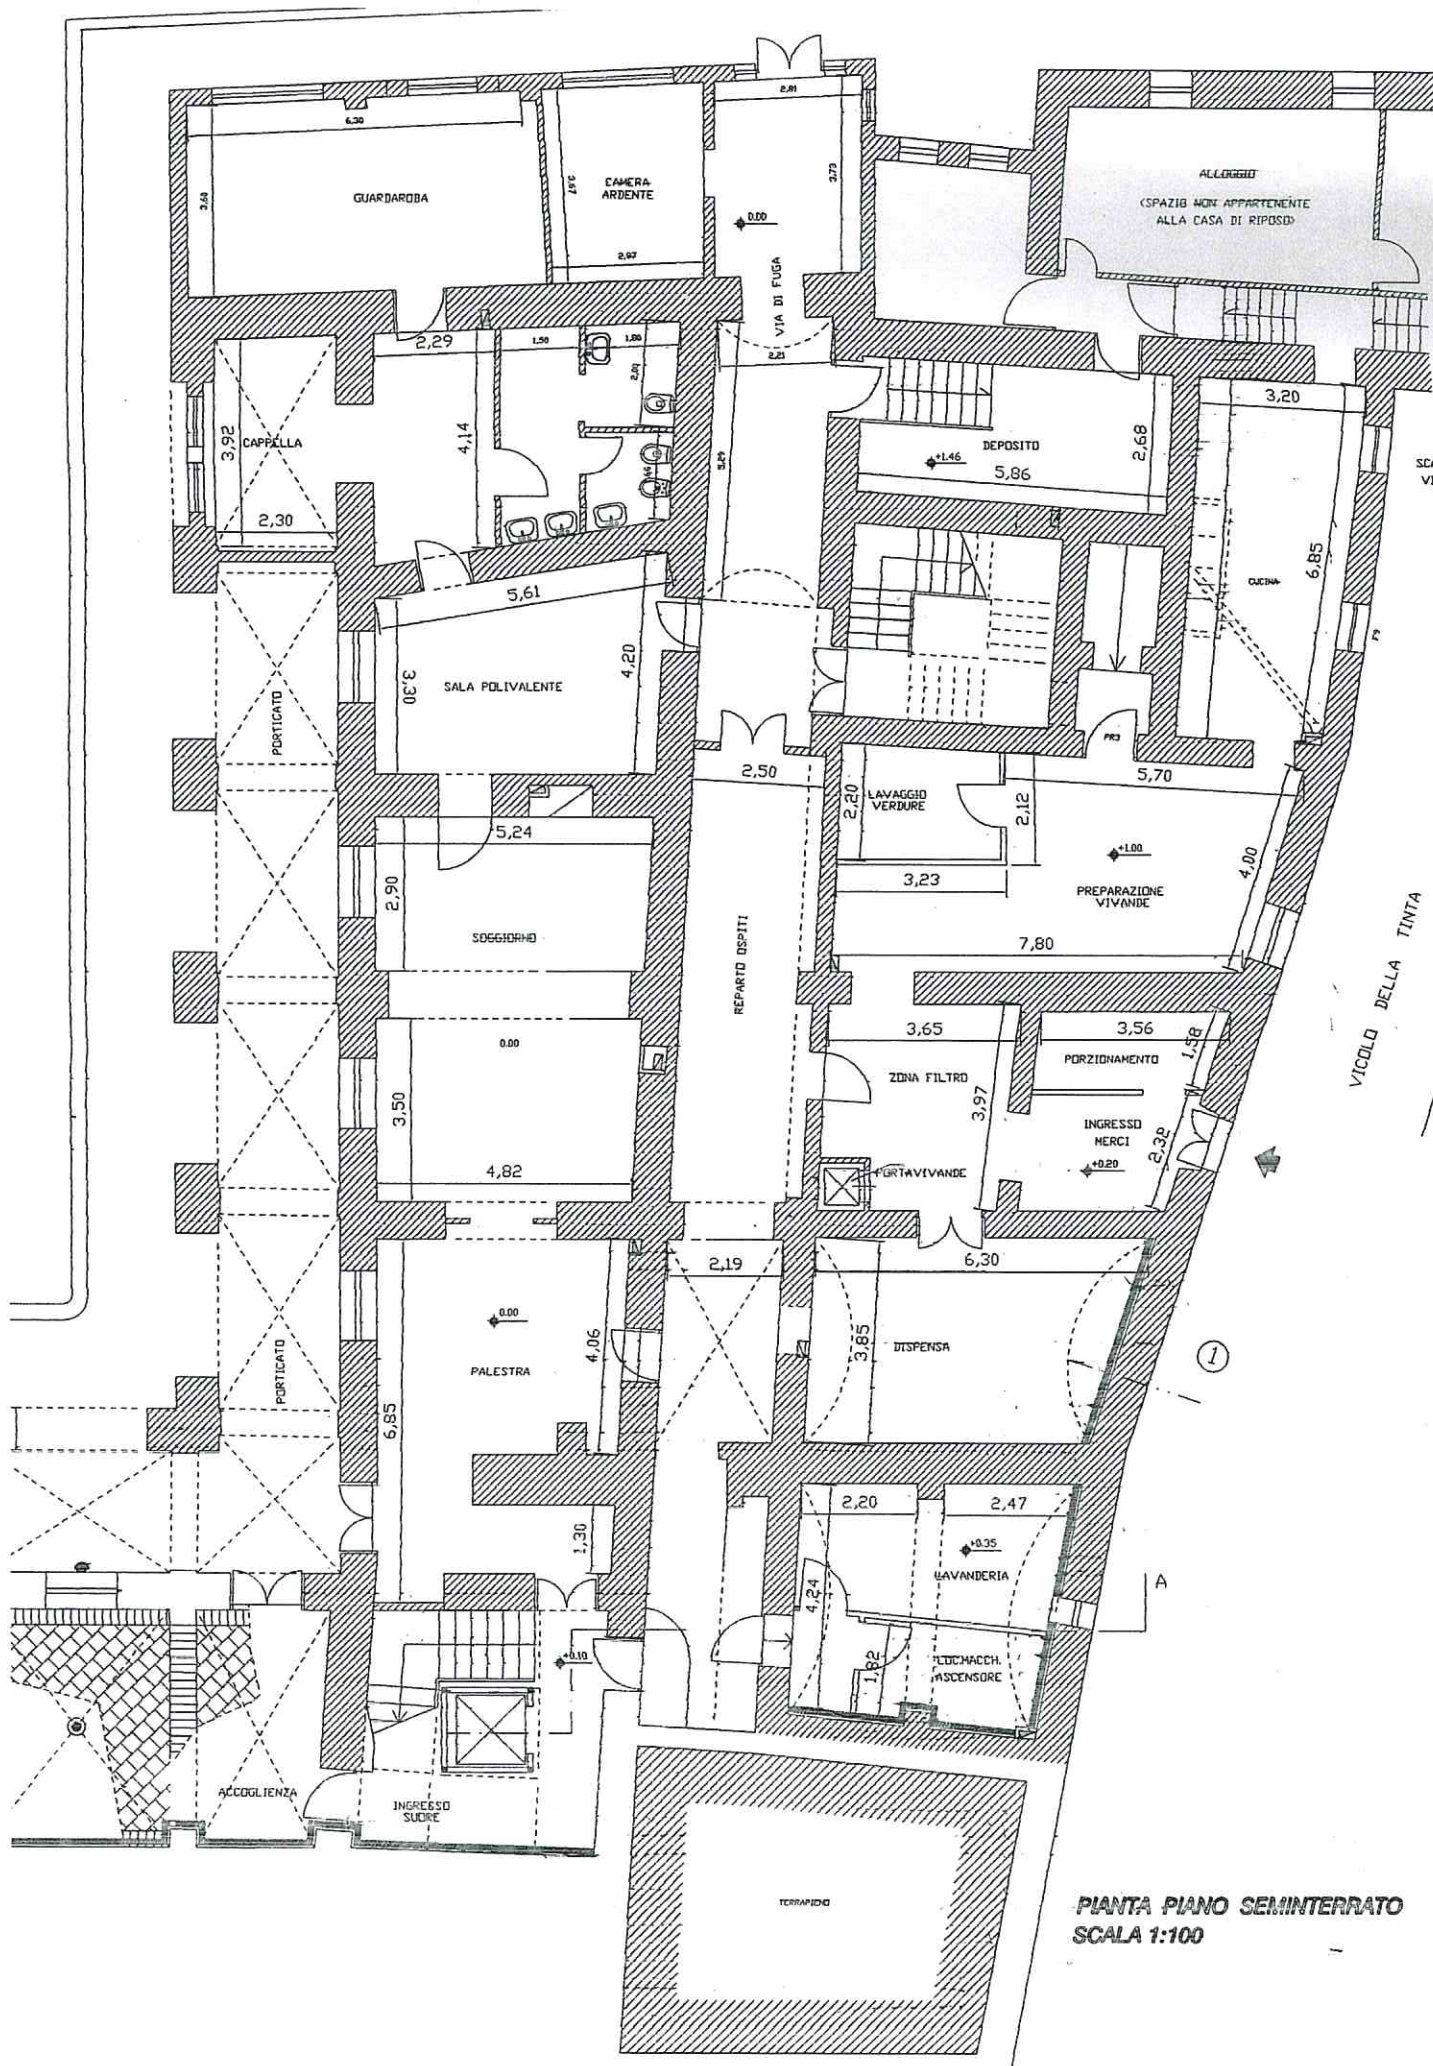 2,81
6,30
3,60
GUARDAROBA
CAMERA
ARDENTE
3,67
2,97
3,73
0.00
VIA DI FUGA
ALLOGGIO
(SPAZIO NON APPARTENENTE
ALLA CASA DI RIPOSO)
2,29
1,50
1,80
2,21
3,92
CAPPELLA
2,30
4,14
5,29
DEPOSITO
+1.46
5,86
2,68
3,20
6,85
CUCINA
5,61
3,30
4,20
SALA POLIVALENTE
PORTICATO
PR3
2,50
2,20
LAVAGGIO
VERDURE
2,12
5,70
3,23
+1.00
PREPARAZIONE
VIVANDE
4,00
7,80
5,24
2,90
SOGGIORNO
REPARTO OSPITI
VICOLO DELLA TINTA
0.00
3,50
4,82
3,65
ZONA FILTRO
3,97
3,56
PORZIONAMENTO
1,58
INGRESSO
MERCI
+0.20
2,32
PORTAVIVANDE
2,19
6,30
0.00
PALESTRA
4,06
6,85
3,85
DISPENSA
1
PORTICATO
1,30
2,20
2,47
+0.35
LAVANDERIA
4,24
A
1,82
LOC.MACCH.
ASCENSORE
+0.10
ACCOGLIENZA
INGRESSO
SUORE
TERRAPIENO
PIANTA PIANO SEMINTERRATO
SCALA 1:100